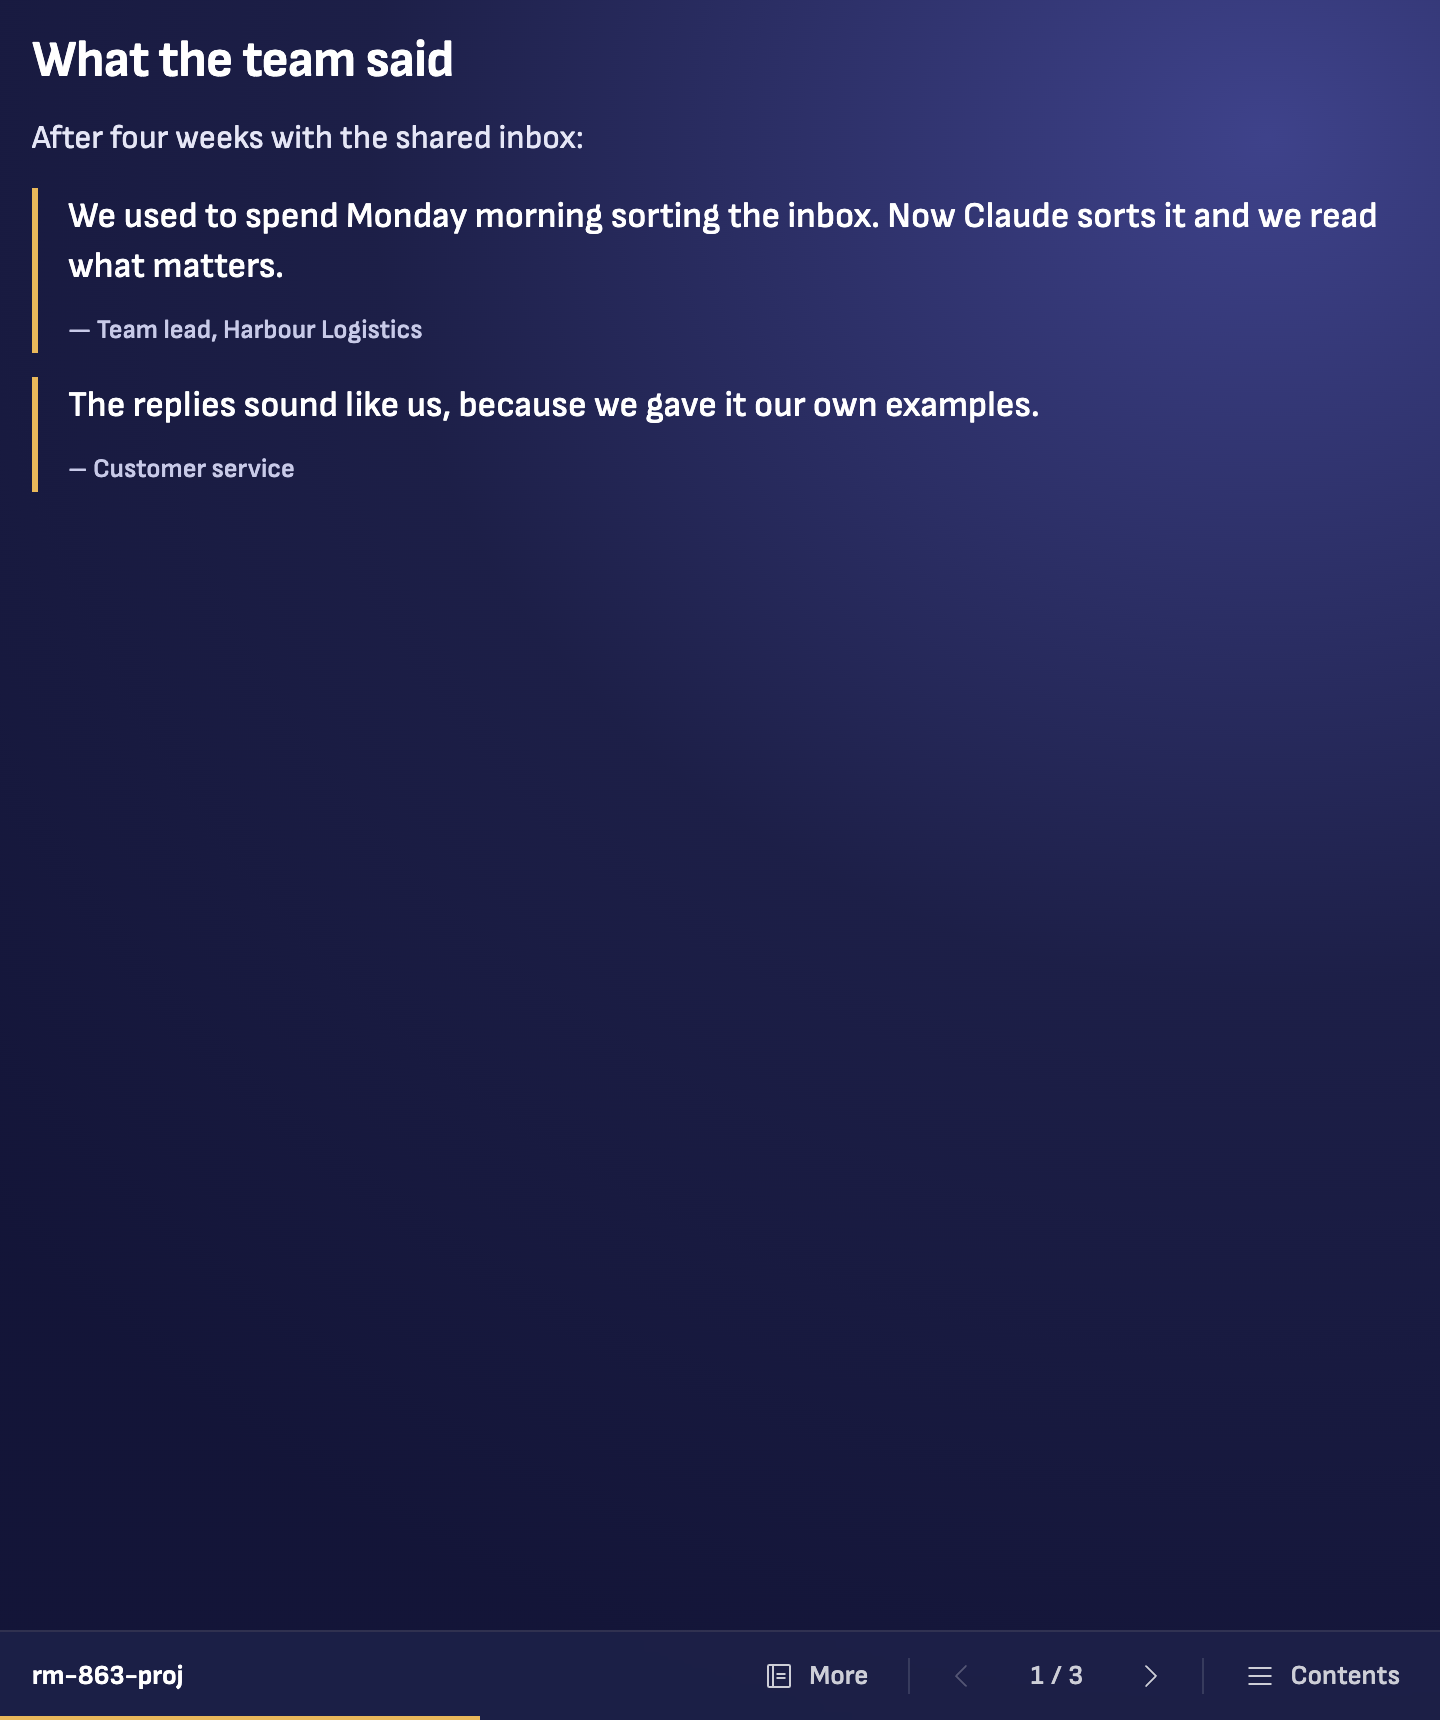 What the team said
After four weeks with the shared inbox:
We used to spend Monday morning sorting the inbox. Now Claude sorts it and we read
what matters.
— Team lead, Harbour Logistics
The replies sound like us, because we gave it our own examples.
– Customer service
rm-863-proj
More
1 / 3
Contents